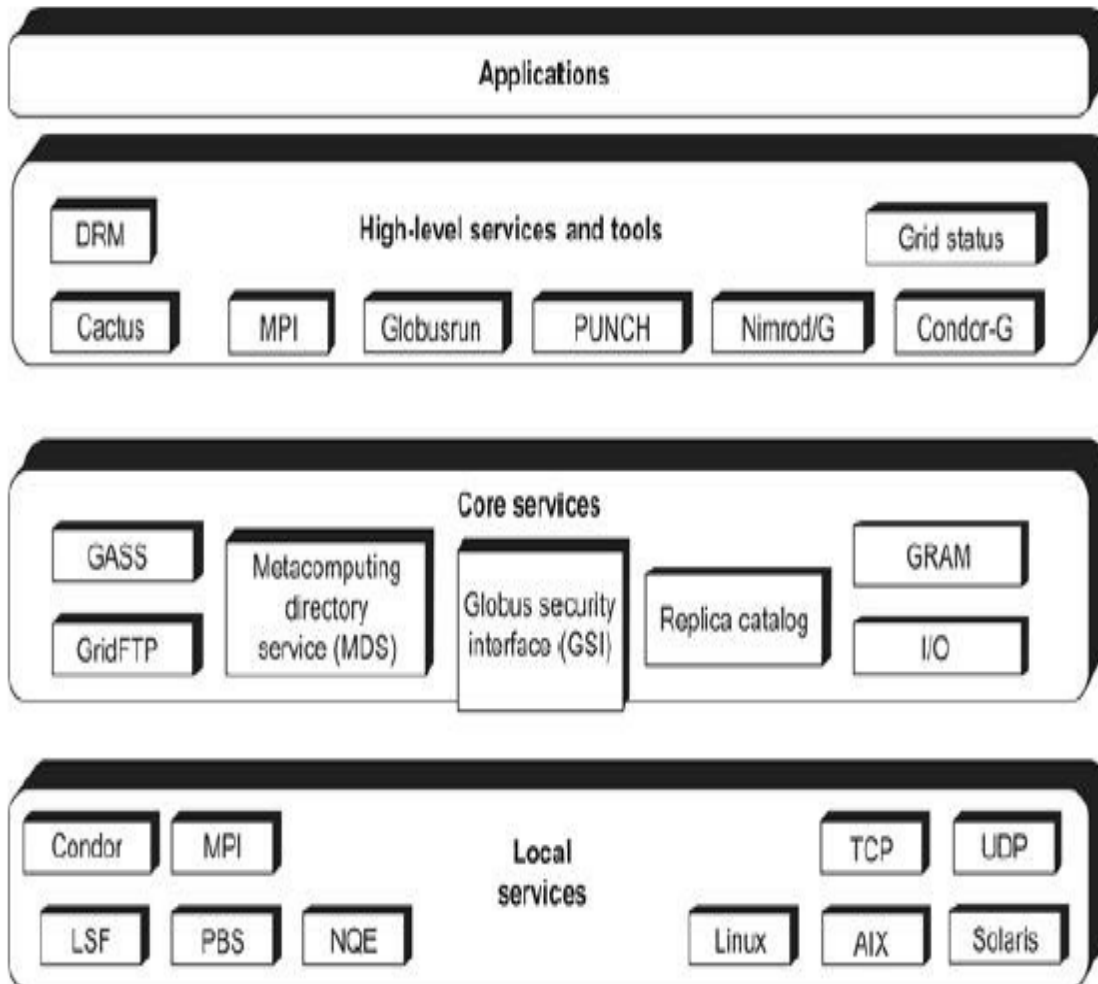 Applications
High-level services and tools
DRM
Grid status
Cactus
MPI
Globusrun
PUNCH
Nimrod/G
Condor-G
Core services
GASS
Metacomputing
directory
service (MDS)
Globus security
interface (GSI)
Replica catalog
GRAM
GridFTP
I/O
Local
services
Condor
MPI
TCP
UDP
LSF
PBS
NQE
Linux
AIX
Solaris